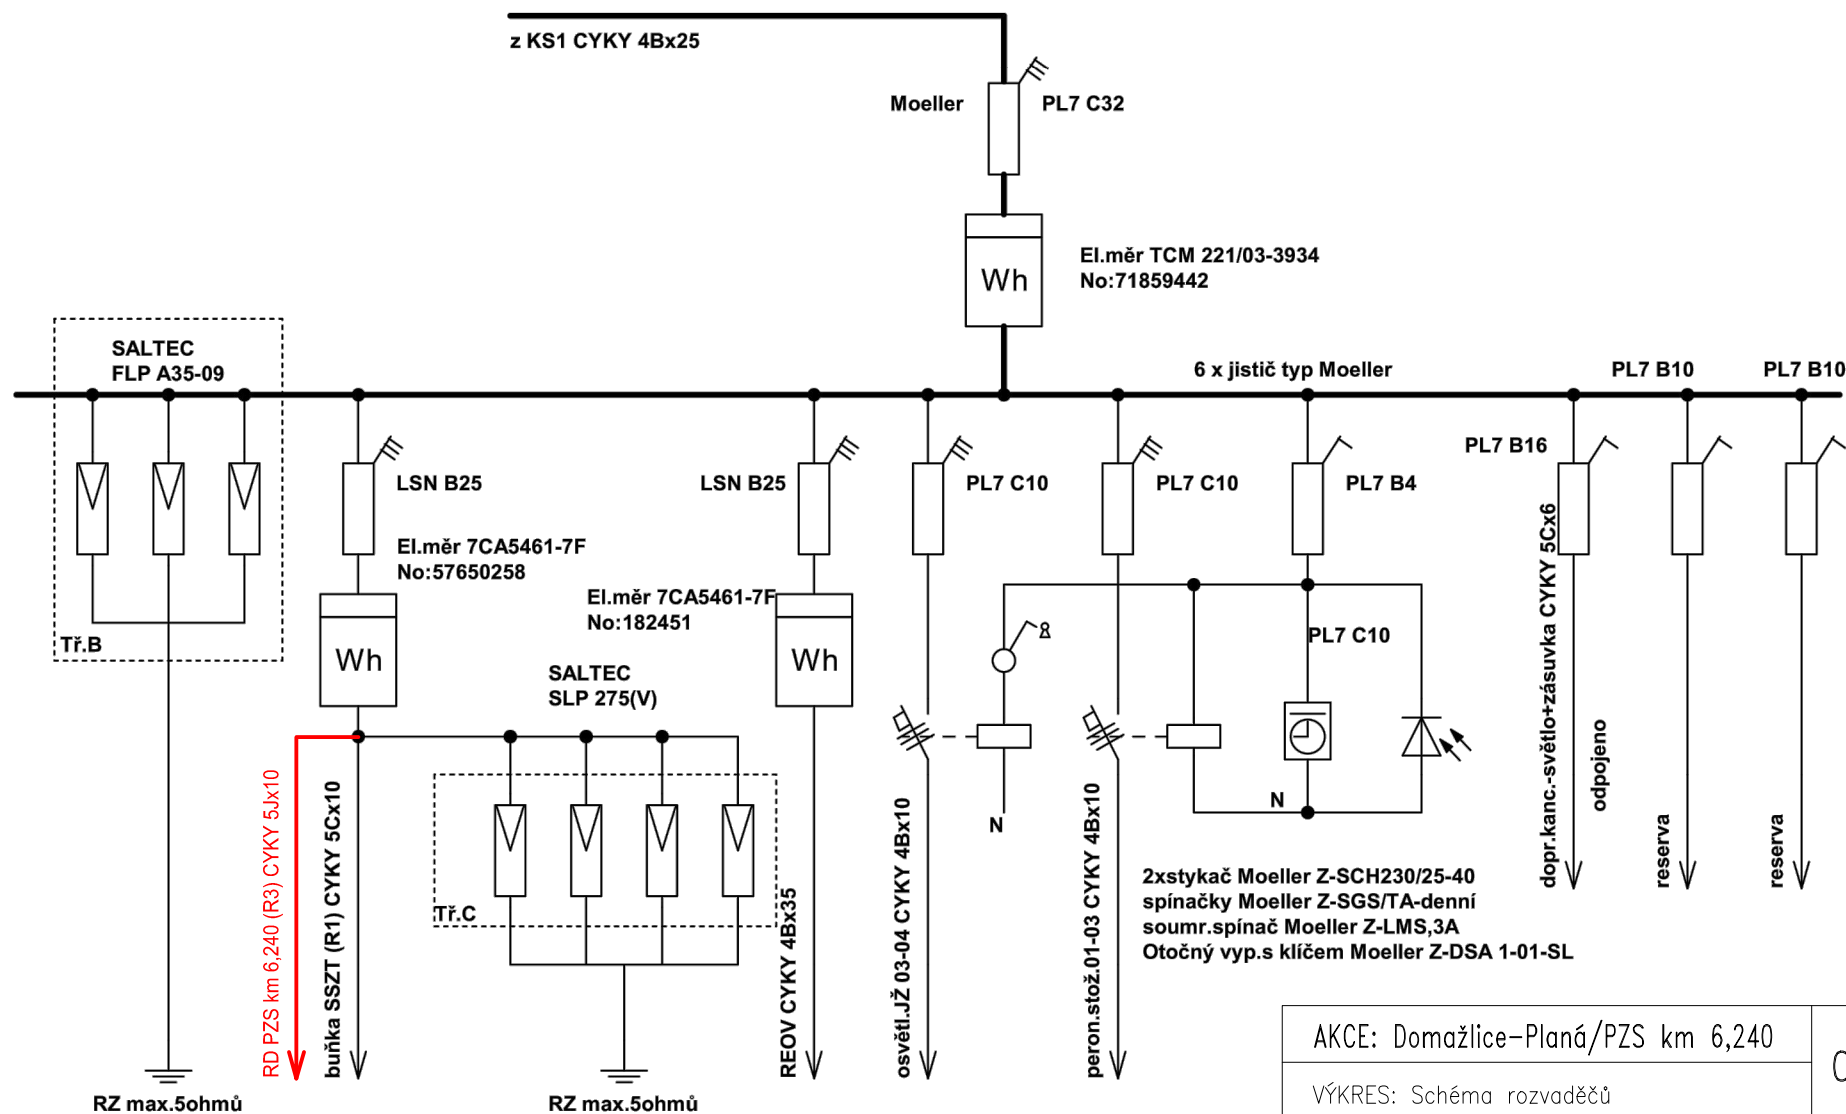 z KS1 CYKY 4Bx25
Moeller
PL7 C32
Wh
El.měr TCM 221/03-3934
No:71859442
SALTEC
FLP A35-09
6 x jistič typ Moeller
PL7 B10
PL7 B10
LSN B25
LSN B25
PL7 C10
PL7 C10
PL7 B4
PL7 B16
El.měr 7CA5461-7F
No:57650258
El.měr 7CA5461-7F
No:182451
Tř.B
Wh
Wh
SALTEC
SLP 275(V)
PL7 C10
N
N
Tř.C
RD PZS km 6,240 (R3) CYKY 5Jx10
buňka SSZT (R1) CYKY 5Cx10
REOV CYKY 4Bx35
osvětl.JŽ 03-04 CYKY 4Bx10
peron.stož.01-03 CYKY 4Bx10
dopr.kanc.-světlo+zásuvka CYKY 5Cx6
odpojeno
reserva
reserva
2xstykač Moeller Z-SCH230/25-40
spínačky Moeller Z-SGS/TA-denní
soumr.spínač Moeller Z-LMS,3A
Otočný vyp.s klíčem Moeller Z-DSA 1-01-SL
RZ max.5ohmů
RZ max.5ohmů
AKCE: Domažlice-Planá/PZS km 6,240
VÝKRES: Schéma rozvaděčů